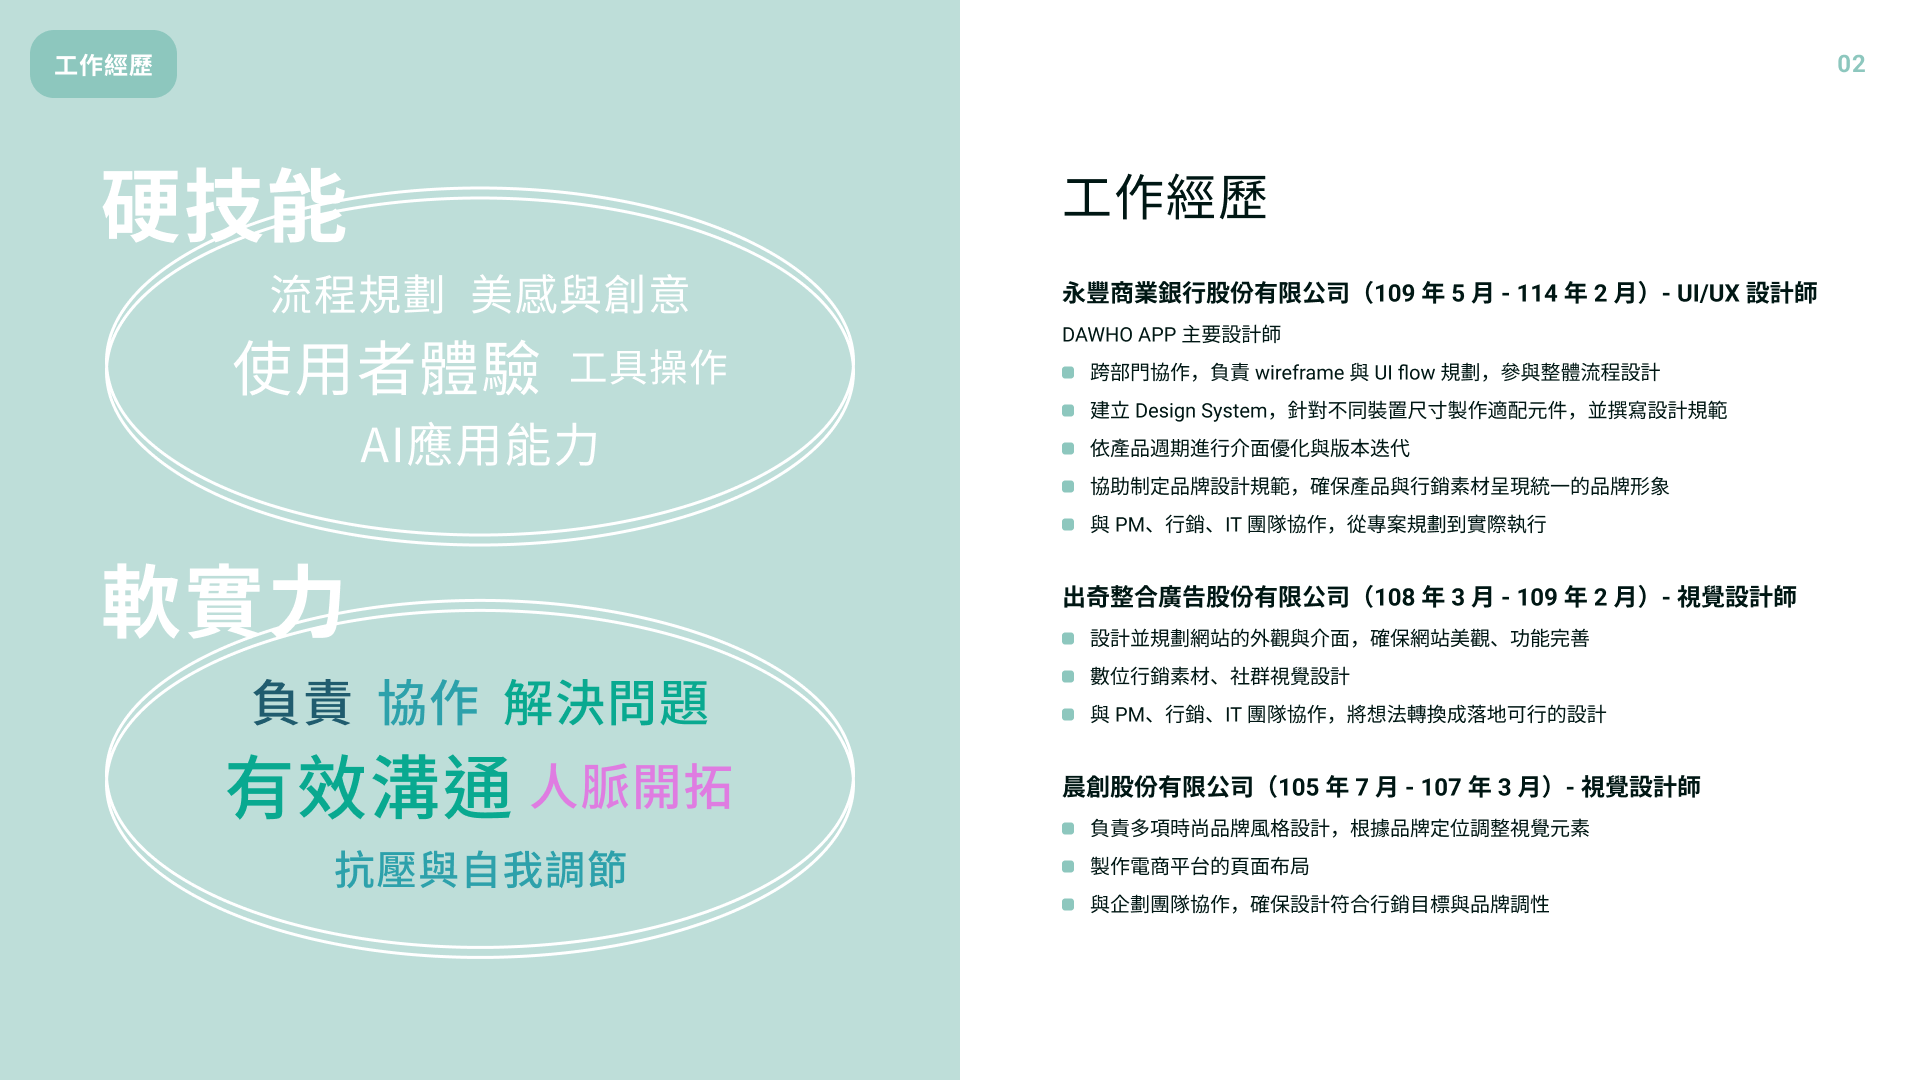 工作經歷
02
硬技能
流程規劃 美感與創意
使用者體驗 工具操作
AI應用能力
軟實力
負責 協作 解決問題
有效溝通 人脈開拓
抗壓與自我調節
工作經歷
永豐商業銀行股份有限公司（109 年 5 月 - 114 年 2 月）- UI/UX 設計師
DAWHO APP 主要設計師
跨部門協作，負責 wireframe 與 UI flow 規劃，參與整體流程設計
建立 Design System，針對不同裝置尺寸製作適配元件，並撰寫設計規範
依產品週期進行介面優化與版本迭代
協助制定品牌設計規範，確保產品與行銷素材呈現統一的品牌形象
與 PM、行銷、IT 團隊協作，從專案規劃到實際執行
出奇整合廣告股份有限公司（108 年 3 月 - 109 年 2 月）- 視覺設計師
設計並規劃網站的外觀與介面，確保網站美觀、功能完善
數位行銷素材、社群視覺設計
與 PM、行銷、IT 團隊協作，將想法轉換成落地可行的設計
晨創股份有限公司（105 年 7 月 - 107 年 3 月）- 視覺設計師
負責多項時尚品牌風格設計，根據品牌定位調整視覺元素
製作電商平台的頁面布局
與企劃團隊協作，確保設計符合行銷目標與品牌調性